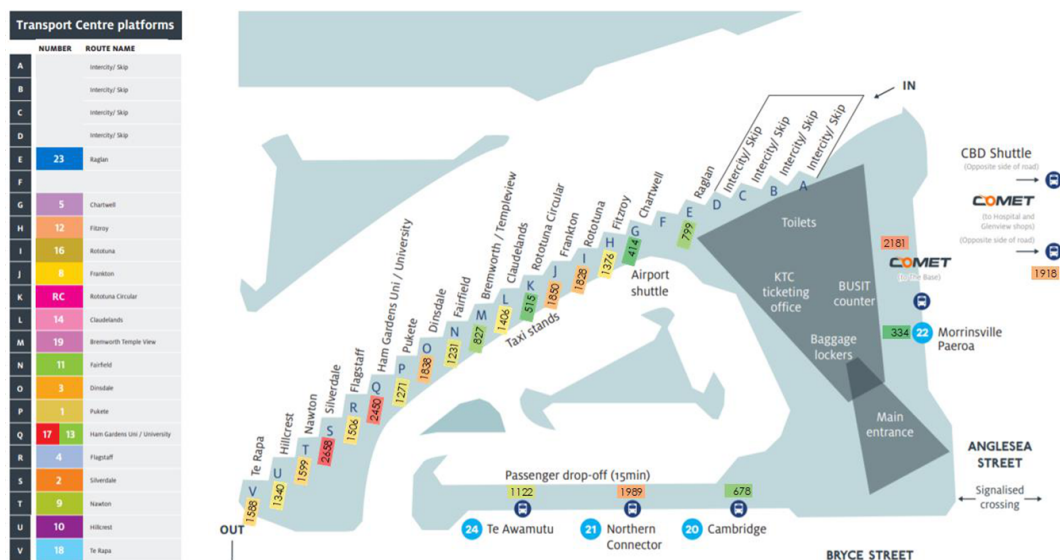 Transport Centre platforms
NUMBER ROUTE NAME
A Intercity/ Skip
B Intercity/ Skip
C Intercity/ Skip
D Intercity/ Skip
E 23 Raglan
F
G 5 Chartwell
H 12 Fitzroy
I 16 Rototuna
J 8 Frankton
K RC Rototuna Circular
L 14 Claudelands
M 19 Bremworth Temple View
N 11 Fairfield
O 3 Dinsdale
P 1 Pukete
Q 17 13 Ham Gardens Uni / University
R 4 Flagstaff
S 2 Silverdale
T 9 Nawton
U 10 Hillcrest
V 18 Te Rapa
IN
Intercity/ Skip
A
Intercity/ Skip
B
Intercity/ Skip
C
Intercity/ Skip
D
Raglan
E
799
F
Chartwell
G
414
Fitzroy
H
1376
Rototuna
I
1828
Frankton
J
1850
Rototuna Circular
K
515
Claudelands
L
1406
Bremworth / Templeview
M
827
Fairfield
N
1231
Dinsdale
O
1838
Pukete
P
1271
Ham Gardens Uni / University
Q
2450
Flagstaff
R
1506
Silverdale
S
2658
Nawton
T
1599
Hillcrest
U
1340
Te Rapa
V
1588
OUT
Airport
shuttle
Taxi stands
Toilets
KTC
ticketing
office
BUSIT
counter
Baggage
lockers
Main
entrance
CBD Shuttle
(Opposite side of road)
COMET
(to Hospital and
Glenview shops)
(Opposite side of road)
1918
2181
COMET
Base)
334 22 Morrinsville
Paeroa
ANGLESEA
STREET
Signalised
crossing
Passenger drop-off (15min)
1122 1989 678
24 Te Awamutu
21 Northern
Connector
20 Cambridge
BRYCE STREET